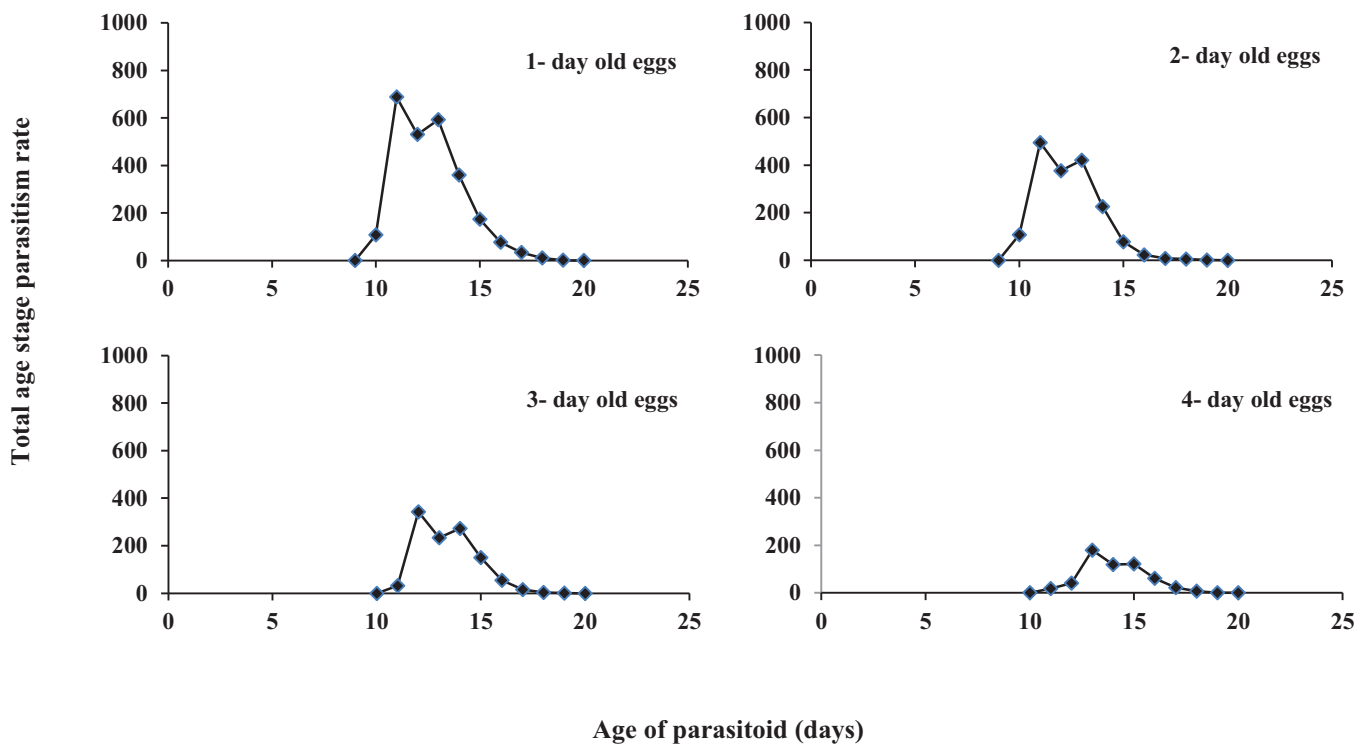 Total age stage parasitism rate
1000
800
600
400
200
0
0 5 10 15 20 25
1- day old eggs
1000
800
600
400
200
0
0 5 10 15 20 25
2- day old eggs
1000
800
600
400
200
0
0 5 10 15 20 25
3- day old eggs
1000
800
600
400
200
0
0 5 10 15 20 25
4- day old eggs
Age of parasitoid (days)